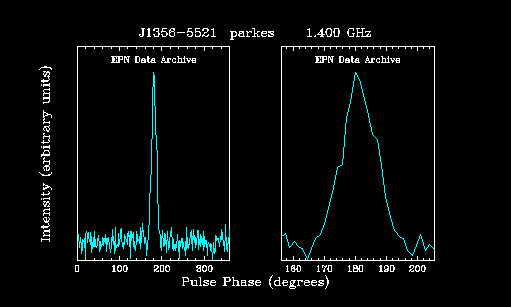 J1356-5521 parkes 1.400 GHz
EPN Data Archive
EPN Data Archive
Intensity (arbitrary units)
0 100 200 300
160 170 180 190 200
Pulse Phase (degrees)